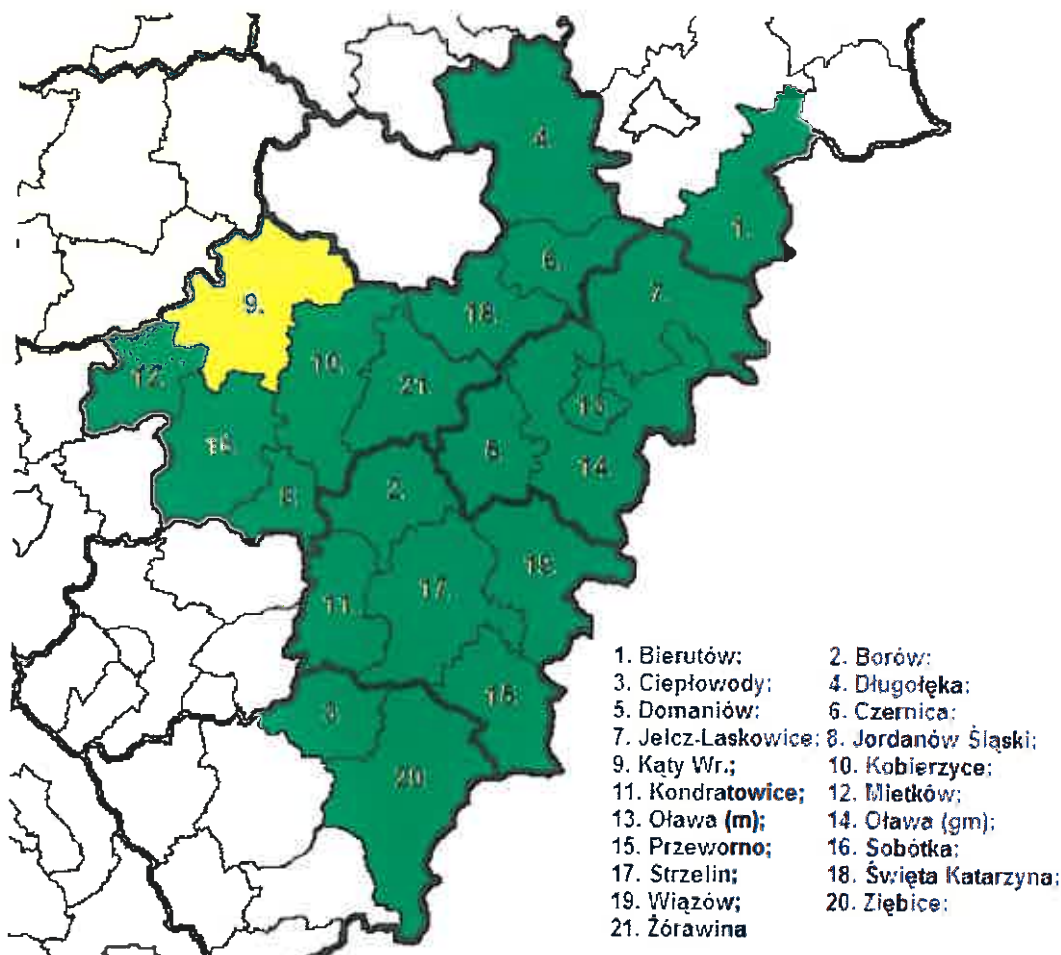 4.
1.
6.
7.
9.
18.
10.
12.
21.
13.
16.
5.
14.
2.
8.
19.
17.
11.
15.
3.
20.
1. Bierutów; 2. Borów;
3. Ciepłowody; 4. Długołęka;
5. Domaniów; 6. Czernica;
7. Jelcz-Laskowice; 8. Jordanów Śląski;
9. Kąty Wr.; 10. Kobierzyce;
11. Kondratowice; 12. Mietków;
13. Oława (m); 14. Oława (gm);
15. Przeworno; 16. Sobótka;
17. Strzelin; 18. Święta Katarzyna;
19. Wiązów; 20. Ziębice;
21. Żórawina